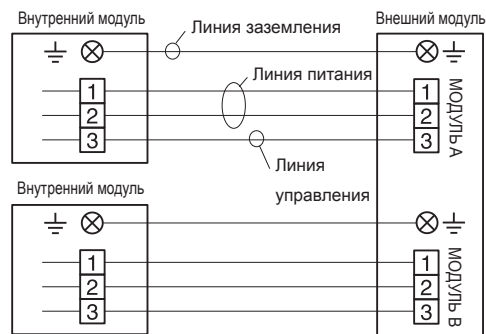 Внутренний модуль
Внешний модуль
Линия заземления
Линия питания
1
2
3
1
2
3
МОДУЛЬ A
Линия
управления
Внутренний модуль
1
2
3
1
2
3
МОДУЛЬ B